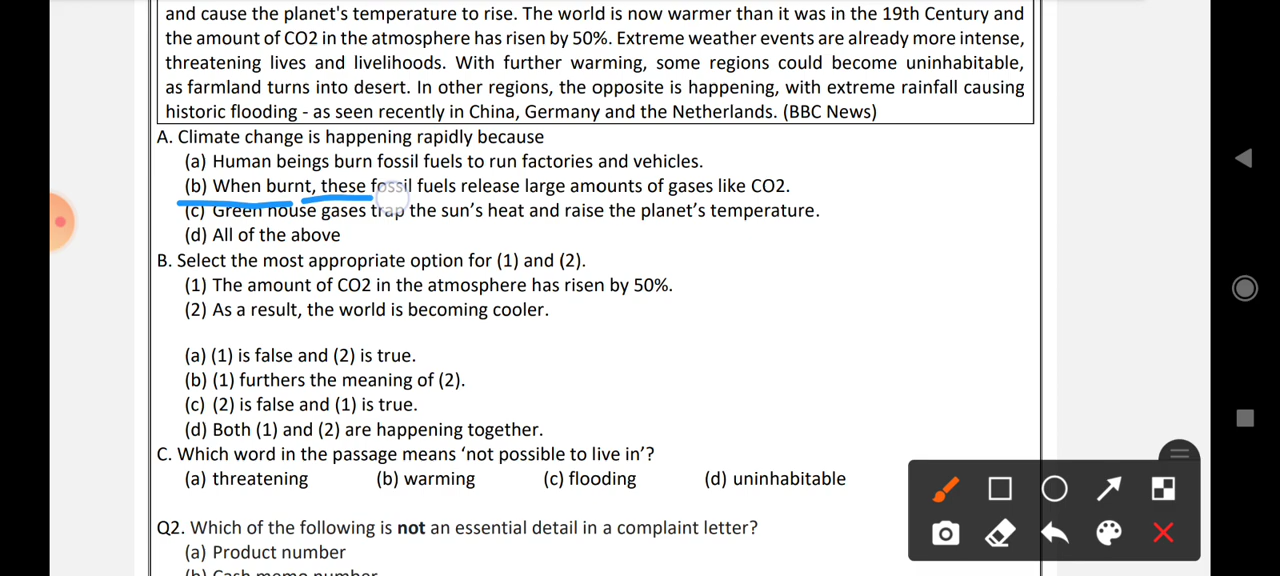 and cause the planet's temperature to rise. The world is now warmer than it was in the 19th Century and
the amount of CO2 in the atmosphere has risen by 50%. Extreme weather events are already more intense,
threatening lives and livelihoods. With further warming, some regions could become uninhabitable,
as farmland turns into desert. In other regions, the opposite is happening, with extreme rainfall causing
historic flooding - as seen recently in China, Germany and the Netherlands. (BBC News)
A. Climate change is happening rapidly because
(a) Human beings burn fossil fuels to run factories and vehicles.
(b) When burnt, these fossil fuels release large amounts of gases like CO2.
(c) Green house gases trap the sun's heat and raise the planet's temperature.
(d) All of the above
B. Select the most appropriate option for (1) and (2).
(1) The amount of CO2 in the atmosphere has risen by 50%.
(2) As a result, the world is becoming cooler.
(a) (1) is false and (2) is true.
(b) (1) furthers the meaning of (2).
(c) (2) is false and (1) is true.
(d) Both (1) and (2) are happening together.
C. Which word in the passage means 'not possible to live in'?
(a) threatening (b) warming (c) flooding (d) uninhabitable
Q2. Which of the following is not an essential detail in a complaint letter?
(a) Product number
(b) Cash memo number